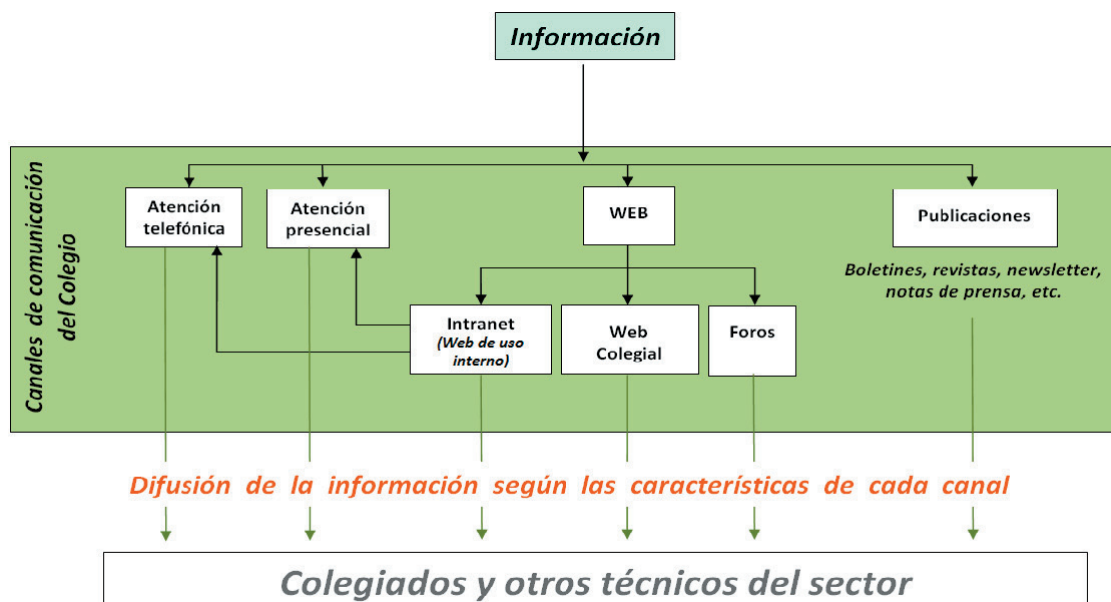 Información
Canales de comunicación
del Colegio
Atención
telefónica
Atención
presencial
WEB
Publicaciones
Boletines, revistas, newsletter,
notas de prensa, etc.
Intranet
(Web de uso
interno)
Web
Colegial
Foros
Difusión de la información según las características de cada canal
Colegiados y otros técnicos del sector